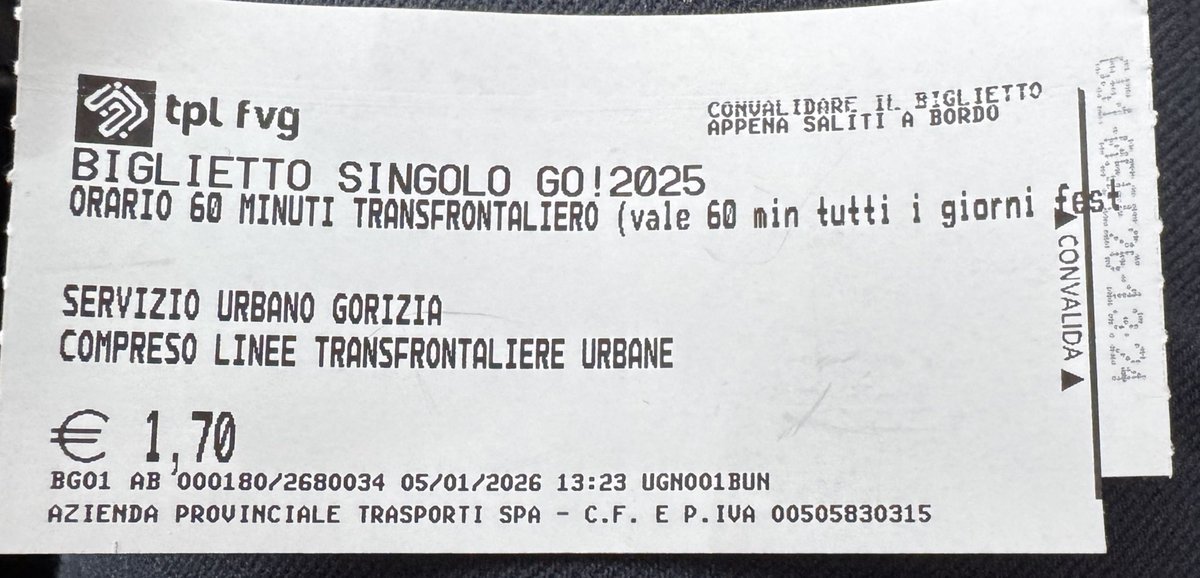 tpl fvg
CONVALIDARE IL BIGLIETTO
APPENA SALITI A BORDO
BIGLIETTO SINGOLO GO!2025
ORARIO 60 MINUTI TRANSFRONTALIERO (vale 60 min tutti i giorni fest
SERVIZIO URBANO GORIZIA
COMPRESO LINEE TRANSFRONTALIERE URBANE
€ 1,70
BG01 AB 000180/2680034 05/01/2026 13:23 UGN001BUN
AZIENDA PROVINCIALE TRASPORTI SPA - C.F. E P.IVA 00505830315
▲ CONVALIDA ▲